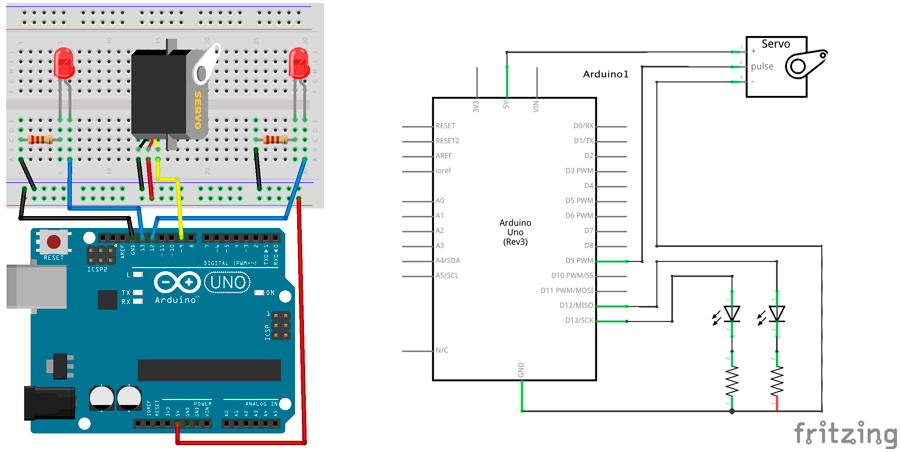 SERVO
RESET
ICSP2
L
TX
RX
AREF
GND
13
12
~11
~10
~9
8
7
~6
~5
4
~3
2
TX▸1
RX◂0
DIGITAL (PWM~)
UNO
Arduino™
ON
ICSP
IOREF
RESET
3V3
5V
GND
GND
VIN
POWER
ANALOG IN
A0
A1
A2
A3
A4
A5
Servo
+
pulse
-
Arduino1
3V3
5V
VIN
RESET
RESET2
AREF
ioref
A0
A1
A2
A3
A4/SDA
A5/SCL
N/C
Arduino
Uno
(Rev3)
D0/RX
D1/TX
D2
D3 PWM
D4
D5 PWM
D6 PWM
D7
D8
D9 PWM
D10 PWM/SS
D11 PWM/MOSI
D12/MISO
D13/SCK
GND
fritzing